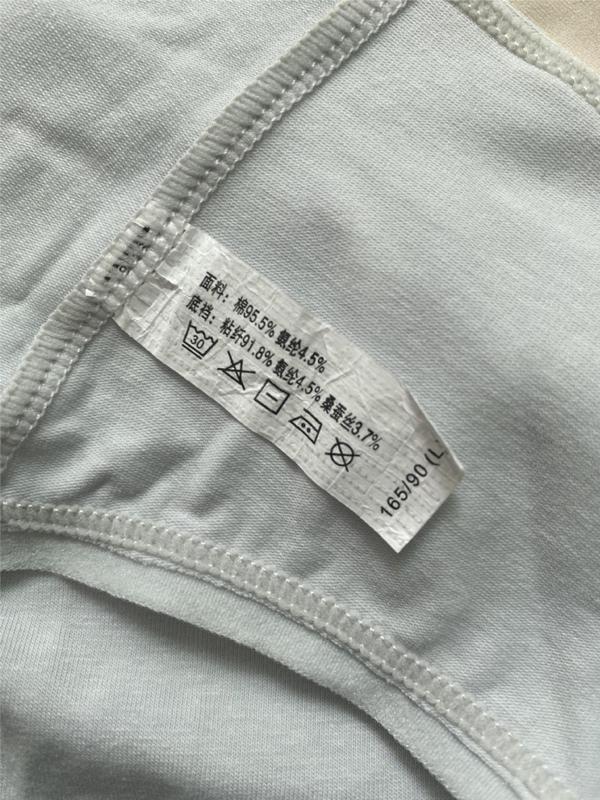 面料：棉95.5% 氨纶4.5%
底裆：粘纤91.8% 氨纶4.5% 桑蚕丝3.7%
30
165/90 (L